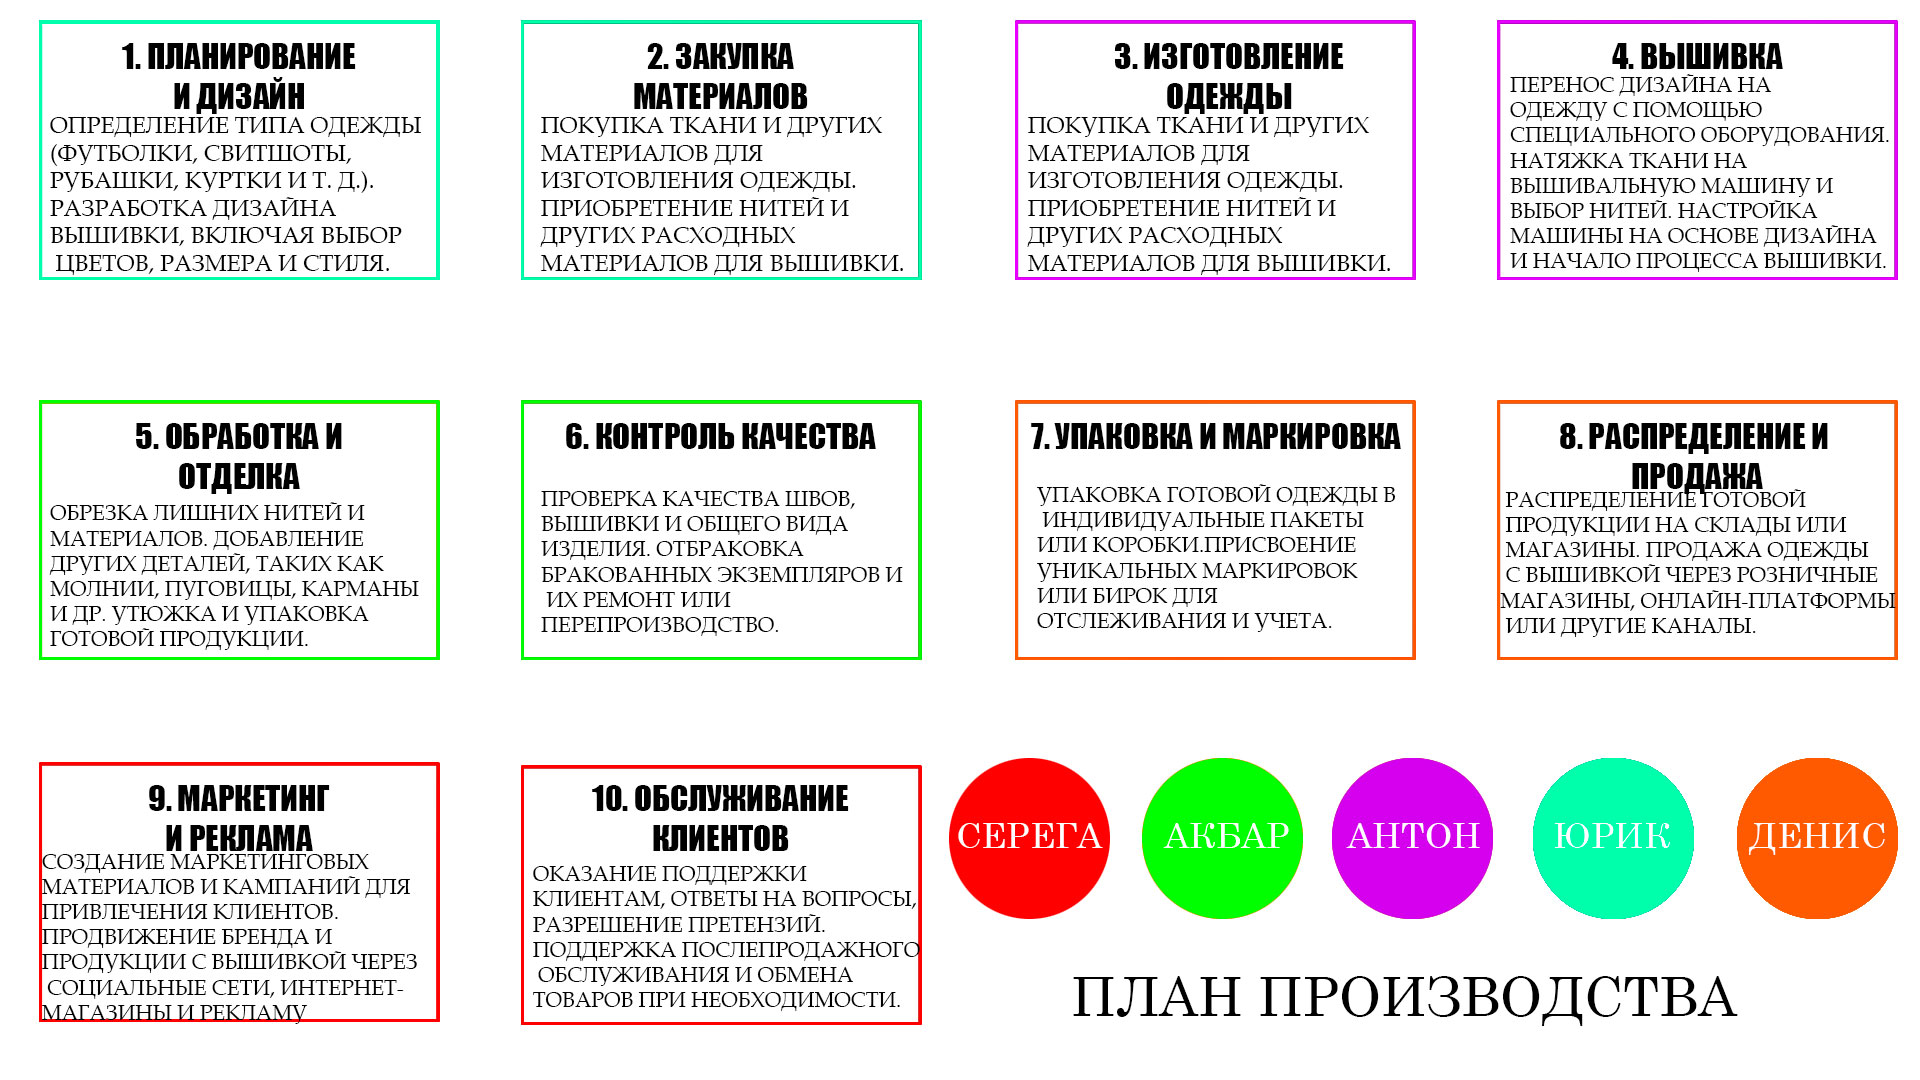 1. ПЛАНИРОВАНИЕ
И ДИЗАЙН
ОПРЕДЕЛЕНИЕ ТИПА ОДЕЖДЫ
(ФУТБОЛКИ, СВИТШОТЫ,
РУБАШКИ, КУРТКИ И Т. Д.).
РАЗРАБОТКА ДИЗАЙНА
ВЫШИВКИ, ВКЛЮЧАЯ ВЫБОР
ЦВЕТОВ, РАЗМЕРА И СТИЛЯ.
2. ЗАКУПКА
МАТЕРИАЛОВ
ПОКУПКА ТКАНИ И ДРУГИХ
МАТЕРИАЛОВ ДЛЯ
ИЗГОТОВЛЕНИЯ ОДЕЖДЫ.
ПРИОБРЕТЕНИЕ НИТЕЙ И
ДРУГИХ РАСХОДНЫХ
МАТЕРИАЛОВ ДЛЯ ВЫШИВКИ.
3. ИЗГОТОВЛЕНИЕ
ОДЕЖДЫ
ПОКУПКА ТКАНИ И ДРУГИХ
МАТЕРИАЛОВ ДЛЯ
ИЗГОТОВЛЕНИЯ ОДЕЖДЫ.
ПРИОБРЕТЕНИЕ НИТЕЙ И
ДРУГИХ РАСХОДНЫХ
МАТЕРИАЛОВ ДЛЯ ВЫШИВКИ.
4. ВЫШИВКА
ПЕРЕНОС ДИЗАЙНА НА
ОДЕЖДУ С ПОМОЩЬЮ
СПЕЦИАЛЬНОГО ОБОРУДОВАНИЯ.
НАТЯЖКА ТКАНИ НА
ВЫШИВАЛЬНУЮ МАШИНУ И
ВЫБОР НИТЕЙ. НАСТРОЙКА
МАШИНЫ НА ОСНОВЕ ДИЗАЙНА
И НАЧАЛО ПРОЦЕССА ВЫШИВКИ.
5. ОБРАБОТКА И
ОТДЕЛКА
ОБРЕЗКА ЛИШНИХ НИТЕЙ И
МАТЕРИАЛОВ. ДОБАВЛЕНИЕ
ДРУГИХ ДЕТАЛЕЙ, ТАКИХ КАК
МОЛНИИ, ПУГОВИЦЫ, КАРМАНЫ
И ДР. УТЮЖКА И УПАКОВКА
ГОТОВОЙ ПРОДУКЦИИ.
6. КОНТРОЛЬ КАЧЕСТВА
ПРОВЕРКА КАЧЕСТВА ШВОВ,
ВЫШИВКИ И ОБЩЕГО ВИДА
ИЗДЕЛИЯ. ОТБРАКОВКА
БРАКОВАННЫХ ЭКЗЕМПЛЯРОВ И
ИХ РЕМОНТ ИЛИ
ПЕРЕПРОИЗВОДСТВО.
7. УПАКОВКА И МАРКИРОВКА
УПАКОВКА ГОТОВОЙ ОДЕЖДЫ В
ИНДИВИДУАЛЬНЫЕ ПАКЕТЫ
ИЛИ КОРОБКИ.ПРИСВОЕНИЕ
УНИКАЛЬНЫХ МАРКИРОВОК
ИЛИ БИРОК ДЛЯ
ОТСЛЕЖИВАНИЯ И УЧЕТА.
8. РАСПРЕДЕЛЕНИЕ И
ПРОДАЖА
РАСПРЕДЕЛЕНИЕ ГОТОВОЙ
ПРОДУКЦИИ НА СКЛАДЫ ИЛИ
МАГАЗИНЫ. ПРОДАЖА ОДЕЖДЫ
С ВЫШИВКОЙ ЧЕРЕЗ РОЗНИЧНЫЕ
МАГАЗИНЫ, ОНЛАЙН-ПЛАТФОРМЫ
ИЛИ ДРУГИЕ КАНАЛЫ.
9. МАРКЕТИНГ
И РЕКЛАМА
СОЗДАНИЕ МАРКЕТИНГОВЫХ
МАТЕРИАЛОВ И КАМПАНИЙ ДЛЯ
ПРИВЛЕЧЕНИЯ КЛИЕНТОВ.
ПРОДВИЖЕНИЕ БРЕНДА И
ПРОДУКЦИИ С ВЫШИВКОЙ ЧЕРЕЗ
СОЦИАЛЬНЫЕ СЕТИ, ИНТЕРНЕТ-
МАГАЗИНЫ И РЕКЛАМУ
10. ОБСЛУЖИВАНИЕ
КЛИЕНТОВ
ОКАЗАНИЕ ПОДДЕРЖКИ
КЛИЕНТАМ, ОТВЕТЫ НА ВОПРОСЫ,
РАЗРЕШЕНИЕ ПРЕТЕНЗИЙ.
ПОДДЕРЖКА ПОСЛЕПРОДАЖНОГО
ОБСЛУЖИВАНИЯ И ОБМЕНА
ТОВАРОВ ПРИ НЕОБХОДИМОСТИ.
СЕРЕГА
АКБАР
АНТОН
ЮРИК
ДЕНИС
ПЛАН ПРОИЗВОДСТВА